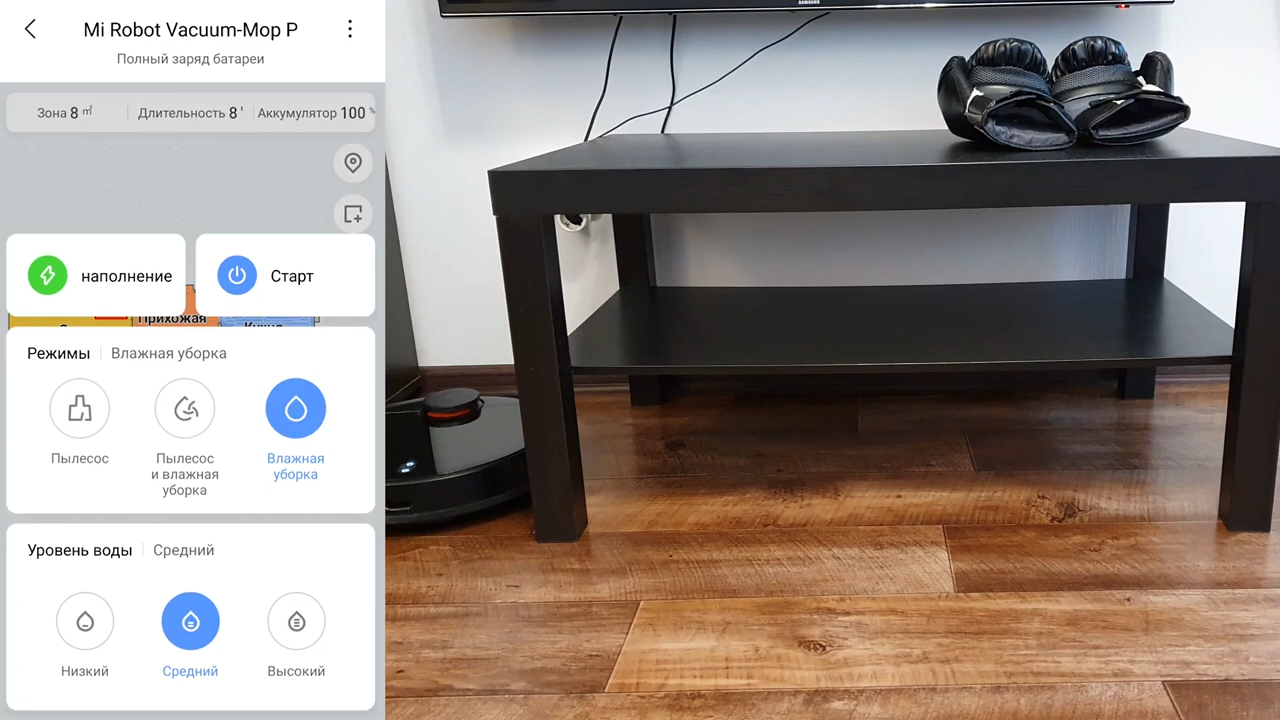 Mi Robot Vacuum-Mop P
Полный заряд батареи
Зона 8 ㎡ Длительность 8 ' Аккумулятор 100 %
наполнение
Старт
Прихожая
Кухня
Режимы Влажная уборка
Пылесос
Пылесос
и влажная
уборка
Влажная
уборка
Уровень воды Средний
Низкий
Средний
Высокий
SAMSUNG